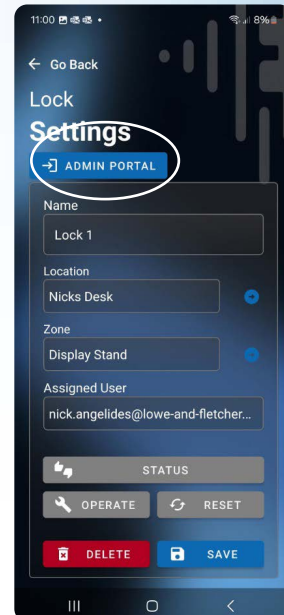 11:00
8%
Go Back
Lock
Settings
ADMIN PORTAL
Name
Lock 1
Location
Nicks Desk
Zone
Display Stand
Assigned User
nick.angelides@lowe-and-fletcher...
STATUS
OPERATE RESET
DELETE SAVE